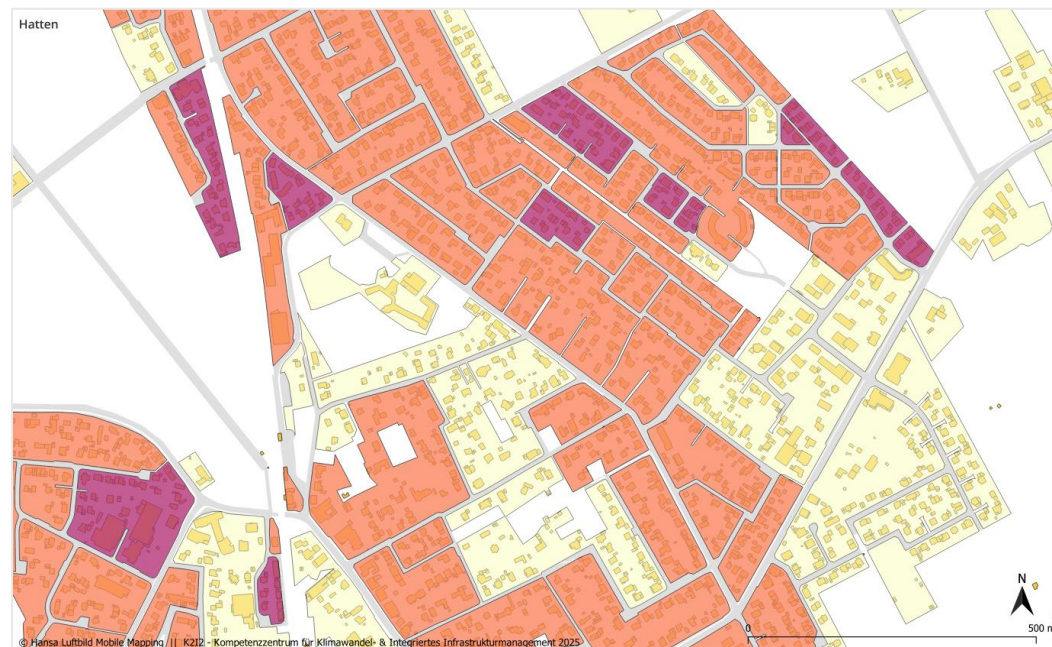 Hatten
N
0
500 m
© Hansa Luftbild Mobile Mapping || K2I2 - Kompetenzzentrum für Klimawandel- & Integriertes Infrastrukturmanagement 2025